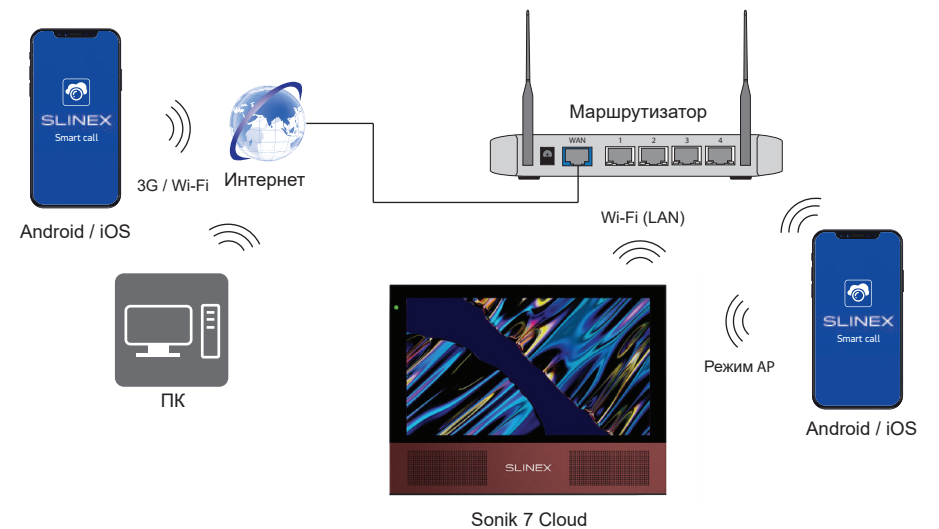 SLINEX
Smart call
3G / Wi-Fi
Интернет
Android / iOS
ПК
Маршрутизатор
WAN
1
2
3
4
Wi-Fi (LAN)
SLINEX
Smart call
Режим AP
Android / iOS
SLINEX
Sonik 7 Cloud